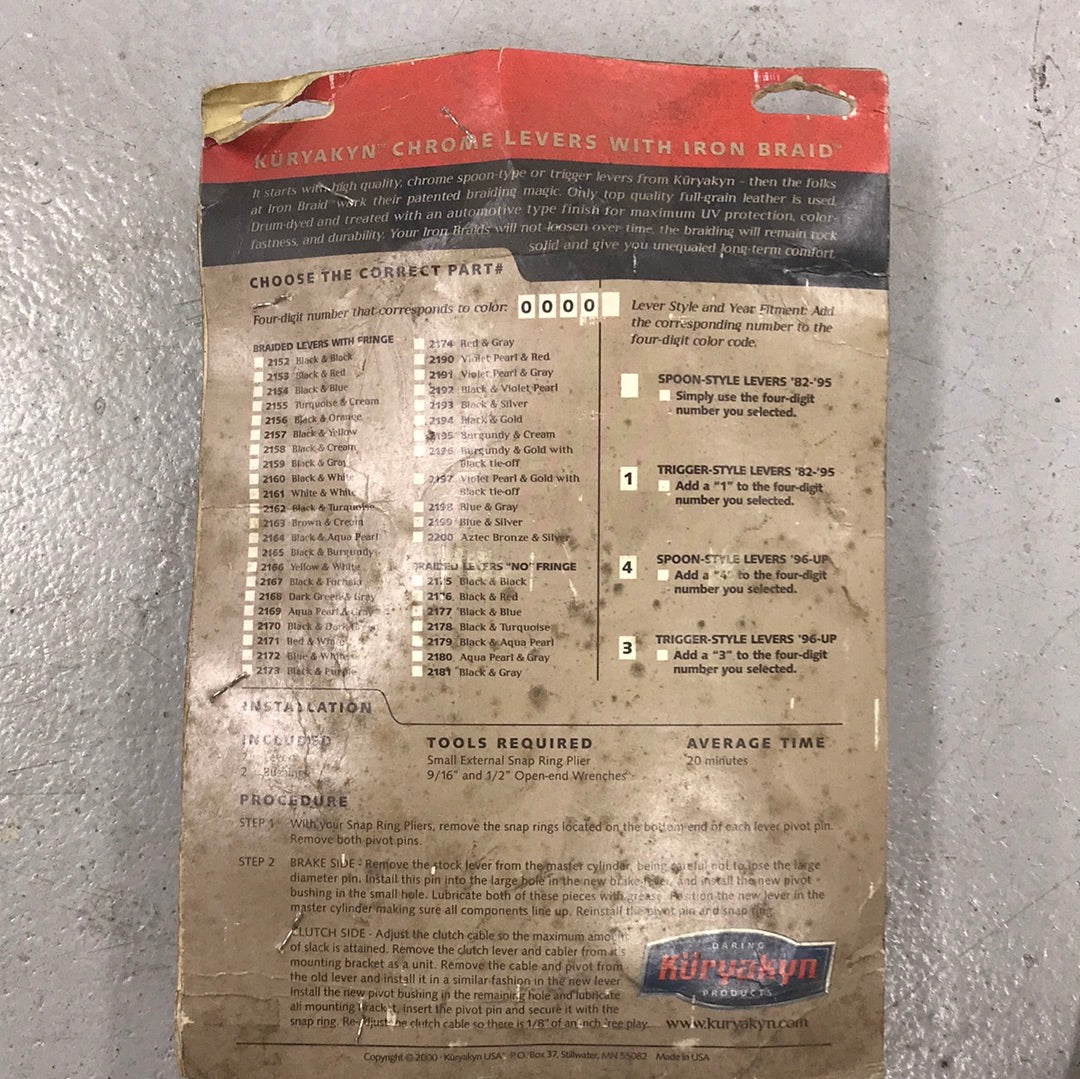 KÜRYAKYN™ CHROME LEVERS WITH IRON BRAID™
It starts with high quality, chrome spoon-type or trigger levers from Küryakyn – then the folks
at Iron Braid™ work their patented braiding magic. Only top quality full-grain leather is used.
Drum-dyed and treated with an automotive type finish for maximum UV protection, color-
fastness, and durability. Your Iron Braids will not loosen over time, the braiding will remain rock
solid and give you unequaled long-term comfort.
CHOOSE THE CORRECT PART#
Four-digit number that corresponds to color: 0 0 0 0
BRAIDED LEVERS WITH FRINGE
2152 Black & Black
2153 Black & Red
2154 Black & Blue
2155 Turquoise & Cream
2156 Black & Orange
2157 Black & Yellow
2158 Black & Cream
2159 Black & Gray
2160 Black & White
2161 White & White
2162 Black & Turquoise
2163 Brown & Cream
2164 Black & Aqua Pearl
2165 Black & Burgundy
2166 Yellow & White
2167 Black & Fuchsia
2168 Dark Green & Gray
2169 Aqua Pearl & Gray
2170 Black & Dark
2171 Red & White
2172 Blue & White
2173 Black & Purple
2174 Red & Gray
2190 Violet Pearl & Red
2191 Violet Pearl & Gray
2192 Black & Violet Pearl
2193 Black & Silver
2194 Black & Gold
2195 Burgundy & Cream
2196 Burgundy & Gold with
Black tie-off
2197 Violet Pearl & Gold with
Black tie-off
2198 Blue & Gray
2199 Blue & Silver
2200 Aztec Bronze & Silver
BRAIDED LEVERS "NO" FRINGE
2175 Black & Black
2176 Black & Red
2177 Black & Blue
2178 Black & Turquoise
2179 Black & Aqua Pearl
2180 Aqua Pearl & Gray
2181 Black & Gray
Lever Style and Year Fitment: Add
the corresponding number to the
four-digit color code.
SPOON-STYLE LEVERS '82-'95
Simply use the four-digit
number you selected.
1 TRIGGER-STYLE LEVERS '82-'95
Add a "1" to the four-digit
number you selected.
4 SPOON-STYLE LEVERS '96-UP
Add a "4" to the four-digit
number you selected.
3 TRIGGER-STYLE LEVERS '96-UP
Add a "3" to the four-digit
number you selected.
INSTALLATION
INCLUDED
Levers
2 Bushings
TOOLS REQUIRED
Small External Snap Ring Plier
9/16" and 1/2" Open-end Wrenches
AVERAGE TIME
20 minutes
PROCEDURE
STEP 1 With your Snap Ring Pliers, remove the snap rings located on the bottom end of each lever pivot pin.
Remove both pivot pins.
STEP 2 BRAKE SIDE - Remove the stock lever from the master cylinder, being careful not to lose the large
diameter pin. Install this pin into the large hole in the new brake lever, and install the new pivot
bushing in the small hole. Lubricate both of these pieces with grease. Position the new lever in the
master cylinder making sure all components line up. Reinstall the pivot pin and snap ring.
CLUTCH SIDE - Adjust the clutch cable so the maximum amount
of slack is attained. Remove the clutch lever and cabler from it's
mounting bracket as a unit. Remove the cable and pivot from
the old lever and install it in a similar fashion in the new lever
Install the new pivot bushing in the remaining hole and lubricate
all mounting bracket, insert the pivot pin and secure it with the
snap ring. Re-adjust the clutch cable so there is 1/8" of an inch free play.
DARING
Küryakyn
PRODUCTS
www.kuryakyn.com
Copyright © 2000 · Küryakyn USA® P.O. Box 37, Stillwater, MN 55082 Made in USA